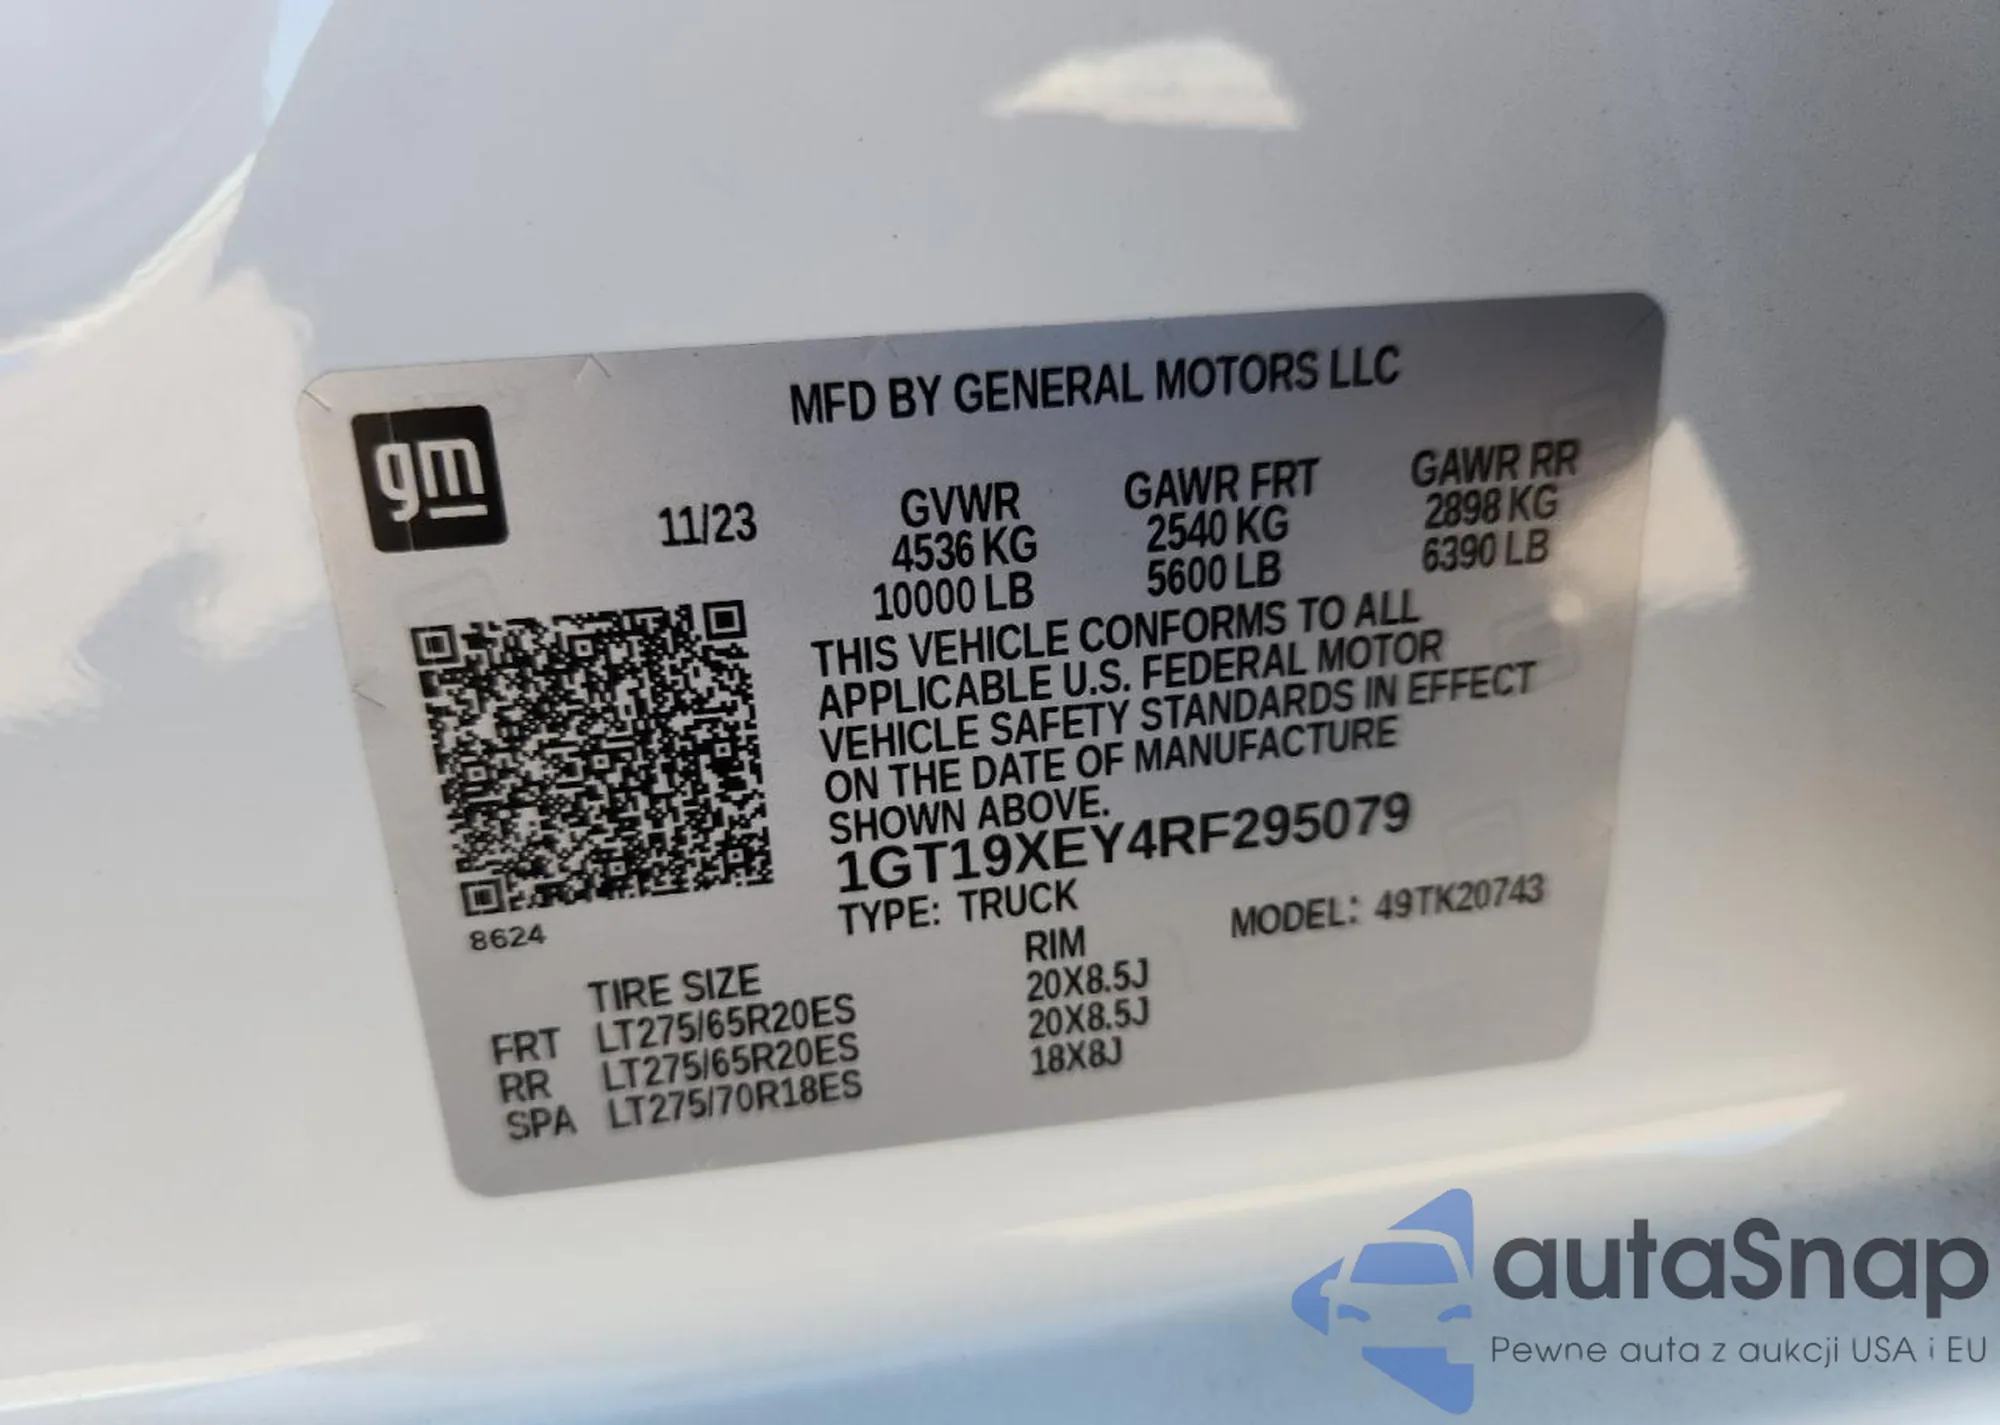 MFD BY GENERAL MOTORS LLC
gm
11/23
GVWR GAWR FRT GAWR RR
4536 KG 2540 KG 2898 KG
10000 LB 5600 LB 6390 LB
THIS VEHICLE CONFORMS TO ALL
APPLICABLE U.S. FEDERAL MOTOR
VEHICLE SAFETY STANDARDS IN EFFECT
ON THE DATE OF MANUFACTURE
SHOWN ABOVE.
1GT19XEY4RF295079
TYPE: TRUCK MODEL: 49TK20743
8624
TIRE SIZE RIM
FRT LT275/65R20ES 20X8.5J
RR LT275/65R20ES 20X8.5J
SPA LT275/70R18ES 18X8J
autaSnap
Pewne auta z aukcji USA i EU